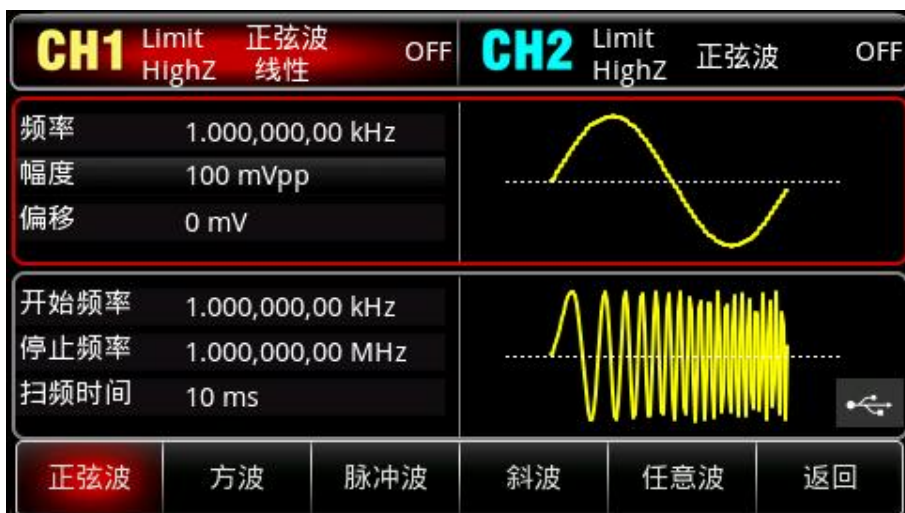 CH1 Limit 正弦波 OFF CH2 Limit 正弦波 OFF
HighZ 线性 HighZ
频率 1.000,000,00 kHz
幅度 100 mVpp
偏移 0 mV
开始频率 1.000,000,00 kHz
停止频率 1.000,000,00 MHz
扫频时间 10 ms
正弦波 方波 脉冲波 斜波 任意波 返回